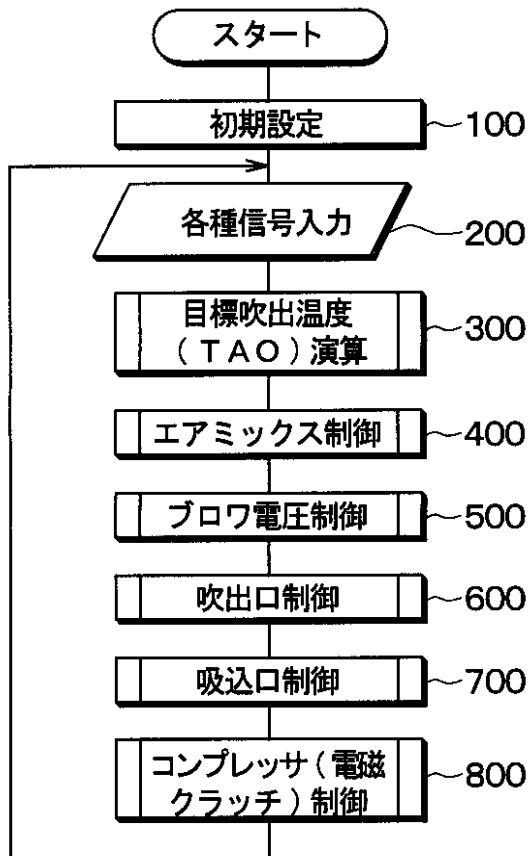 スタート
初期設定
100
各種信号入力
200
目標吹出温度
(TAO)演算
300
エアミックス制御
400
ブロワ電圧制御
500
吹出口制御
600
吸込口制御
700
コンプレッサ(電磁
クラッチ)制御
800